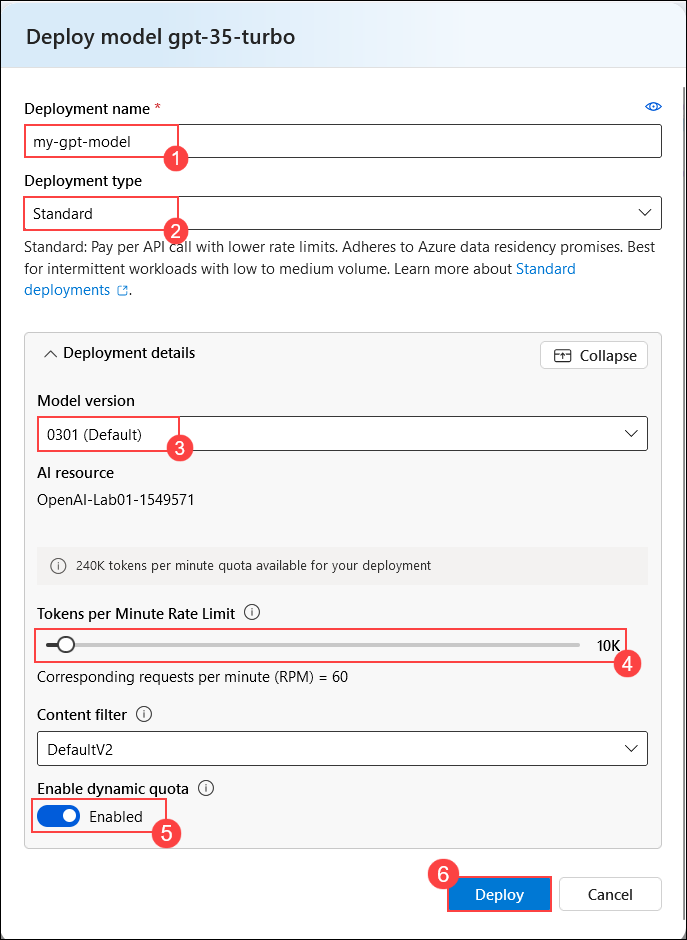 Deploy model gpt-35-turbo
Deployment name *
my-gpt-model
1
Deployment type
Standard
2
Standard: Pay per API call with lower rate limits. Adheres to Azure data residency promises. Best
for intermittent workloads with low to medium volume. Learn more about Standard
deployments.
Deployment details
Collapse
Model version
0301 (Default)
3
AI resource
OpenAI-Lab01-1549571
240K tokens per minute quota available for your deployment
Tokens per Minute Rate Limit
10K
4
Corresponding requests per minute (RPM) = 60
Content filter
DefaultV2
Enable dynamic quota
Enabled
5
6
Deploy
Cancel